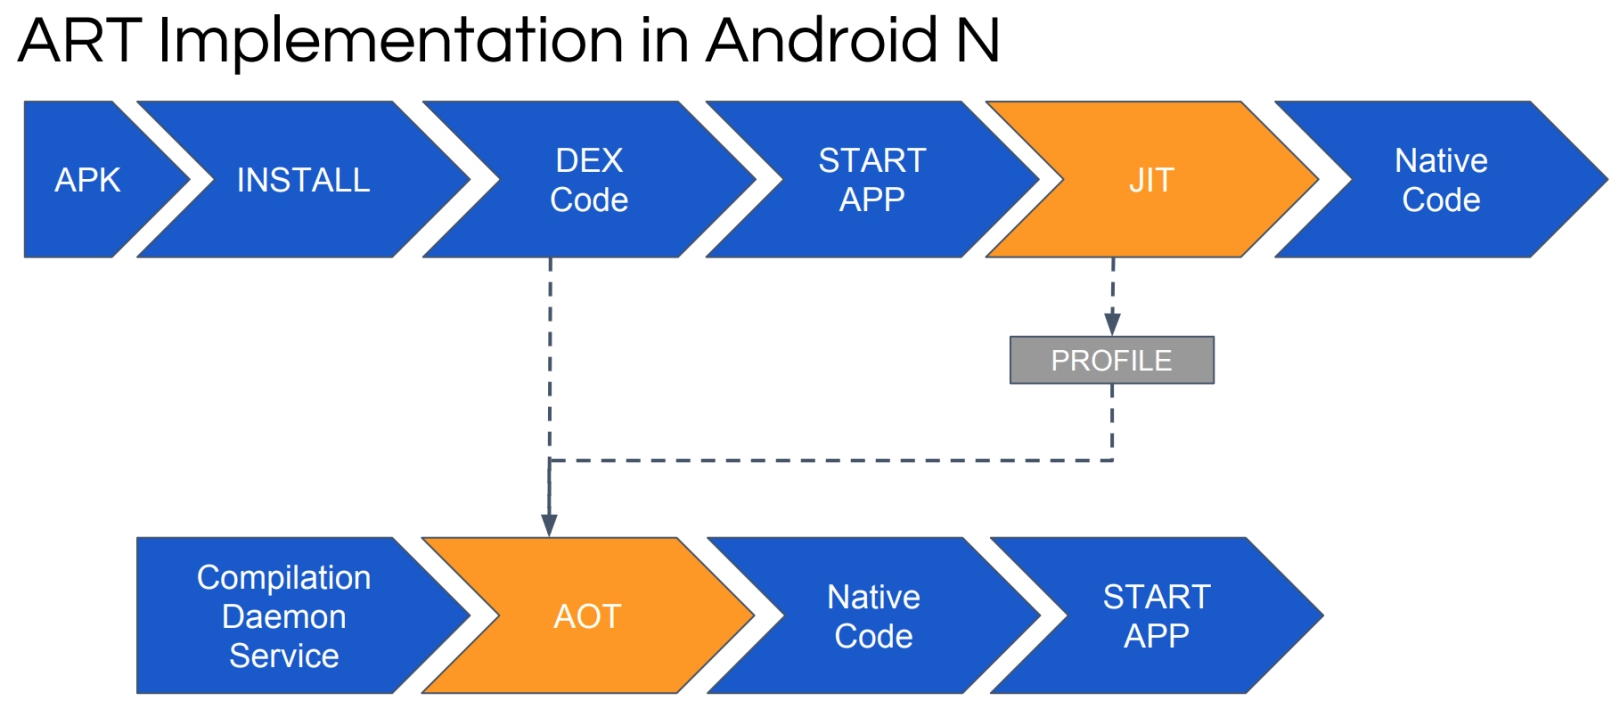 ART Implementation in Android N
APK
INSTALL
DEX
Code
START
APP
JIT
Native
Code
PROFILE
Compilation
Daemon
Service
AOT
Native
Code
START
APP